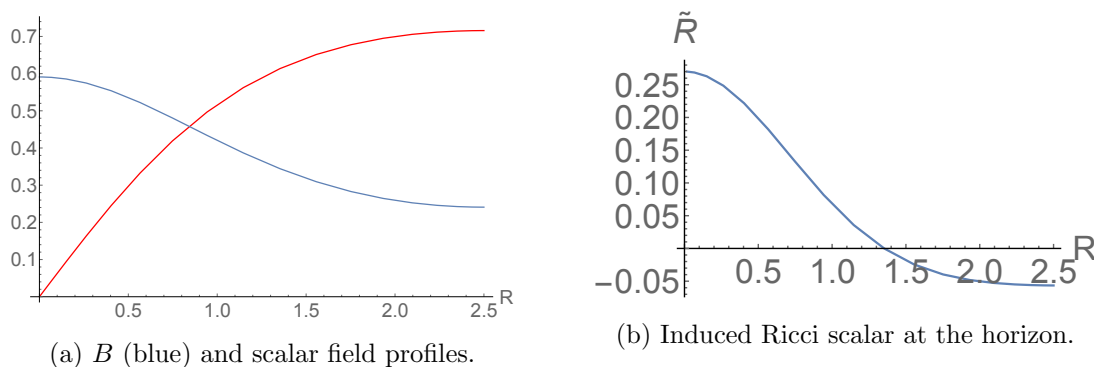 0.7
0.6
0.5
0.4
0.3
0.2
0.1
0.5 1.0 1.5 2.0 2.5
R
(a) B (blue) and scalar field profiles.
R̃
0.25
0.20
0.15
0.10
0.05
−0.05
0.5 1.0 1.5 2.0 2.5
R
(b) Induced Ricci scalar at the horizon.